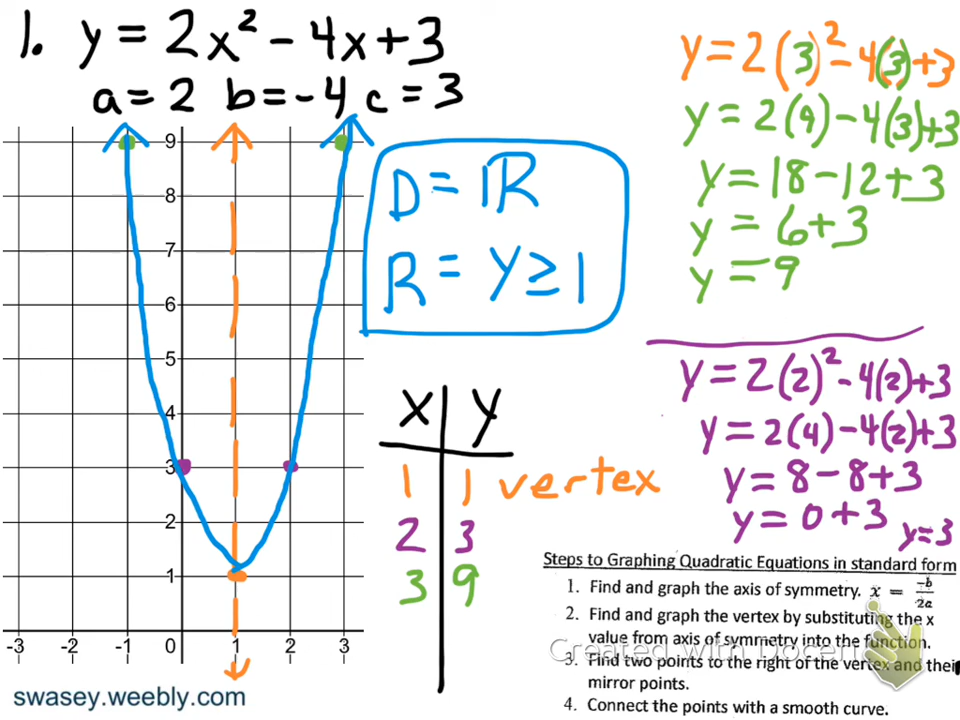 1. y = 2x² - 4x + 3
a = 2 b = -4 c = 3
9
8
7
6
5
4
3
2
1
-3 -2 -1 0 1 2 3
D = ℝ
R = y ≥ 1
x y
1 1 vertex
2 3
3 9
y = 2(3)² - 4(3) + 3
y = 2(9) - 4(3) + 3
y = 18 - 12 + 3
y = 6 + 3
y = 9
y = 2(2)² - 4(2) + 3
y = 2(4) - 4(2) + 3
y = 8 - 8 + 3
y = 0 + 3 y = 3
Steps to Graphing Quadratic Equations in standard form
1. Find and graph the axis of symmetry. x = -b/2a
2. Find and graph the vertex by substituting the x
value from axis of symmetry into the function.
3. Find two points to the right of the vertex and their
mirror points.
4. Connect the points with a smooth curve.
Created with Doceri
swasey.weebly.com